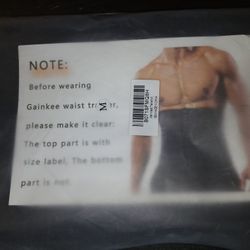 NOTE:
Before wearing
Gainkee waist
M
please make it clear:
The top part is with
size label, The bottom
part is not.